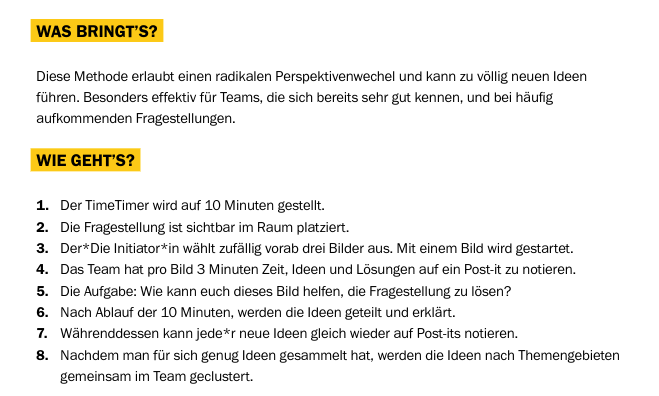 WAS BRINGT'S?
Diese Methode erlaubt einen radikalen Perspektivenwechel und kann zu völlig neuen Ideen
führen. Besonders effektiv für Teams, die sich bereits sehr gut kennen, und bei häufig
aufkommenden Fragestellungen.
WIE GEHT'S?
1. Der TimeTimer wird auf 10 Minuten gestellt.
2. Die Fragestellung ist sichtbar im Raum platziert.
3. Der*Die Initiator*in wählt zufällig vorab drei Bilder aus. Mit einem Bild wird gestartet.
4. Das Team hat pro Bild 3 Minuten Zeit, Ideen und Lösungen auf ein Post-it zu notieren.
5. Die Aufgabe: Wie kann euch dieses Bild helfen, die Fragestellung zu lösen?
6. Nach Ablauf der 10 Minuten, werden die Ideen geteilt und erklärt.
7. Währenddessen kann jede*r neue Ideen gleich wieder auf Post-its notieren.
8. Nachdem man für sich genug Ideen gesammelt hat, werden die Ideen nach Themengebieten
gemeinsam im Team geclustert.